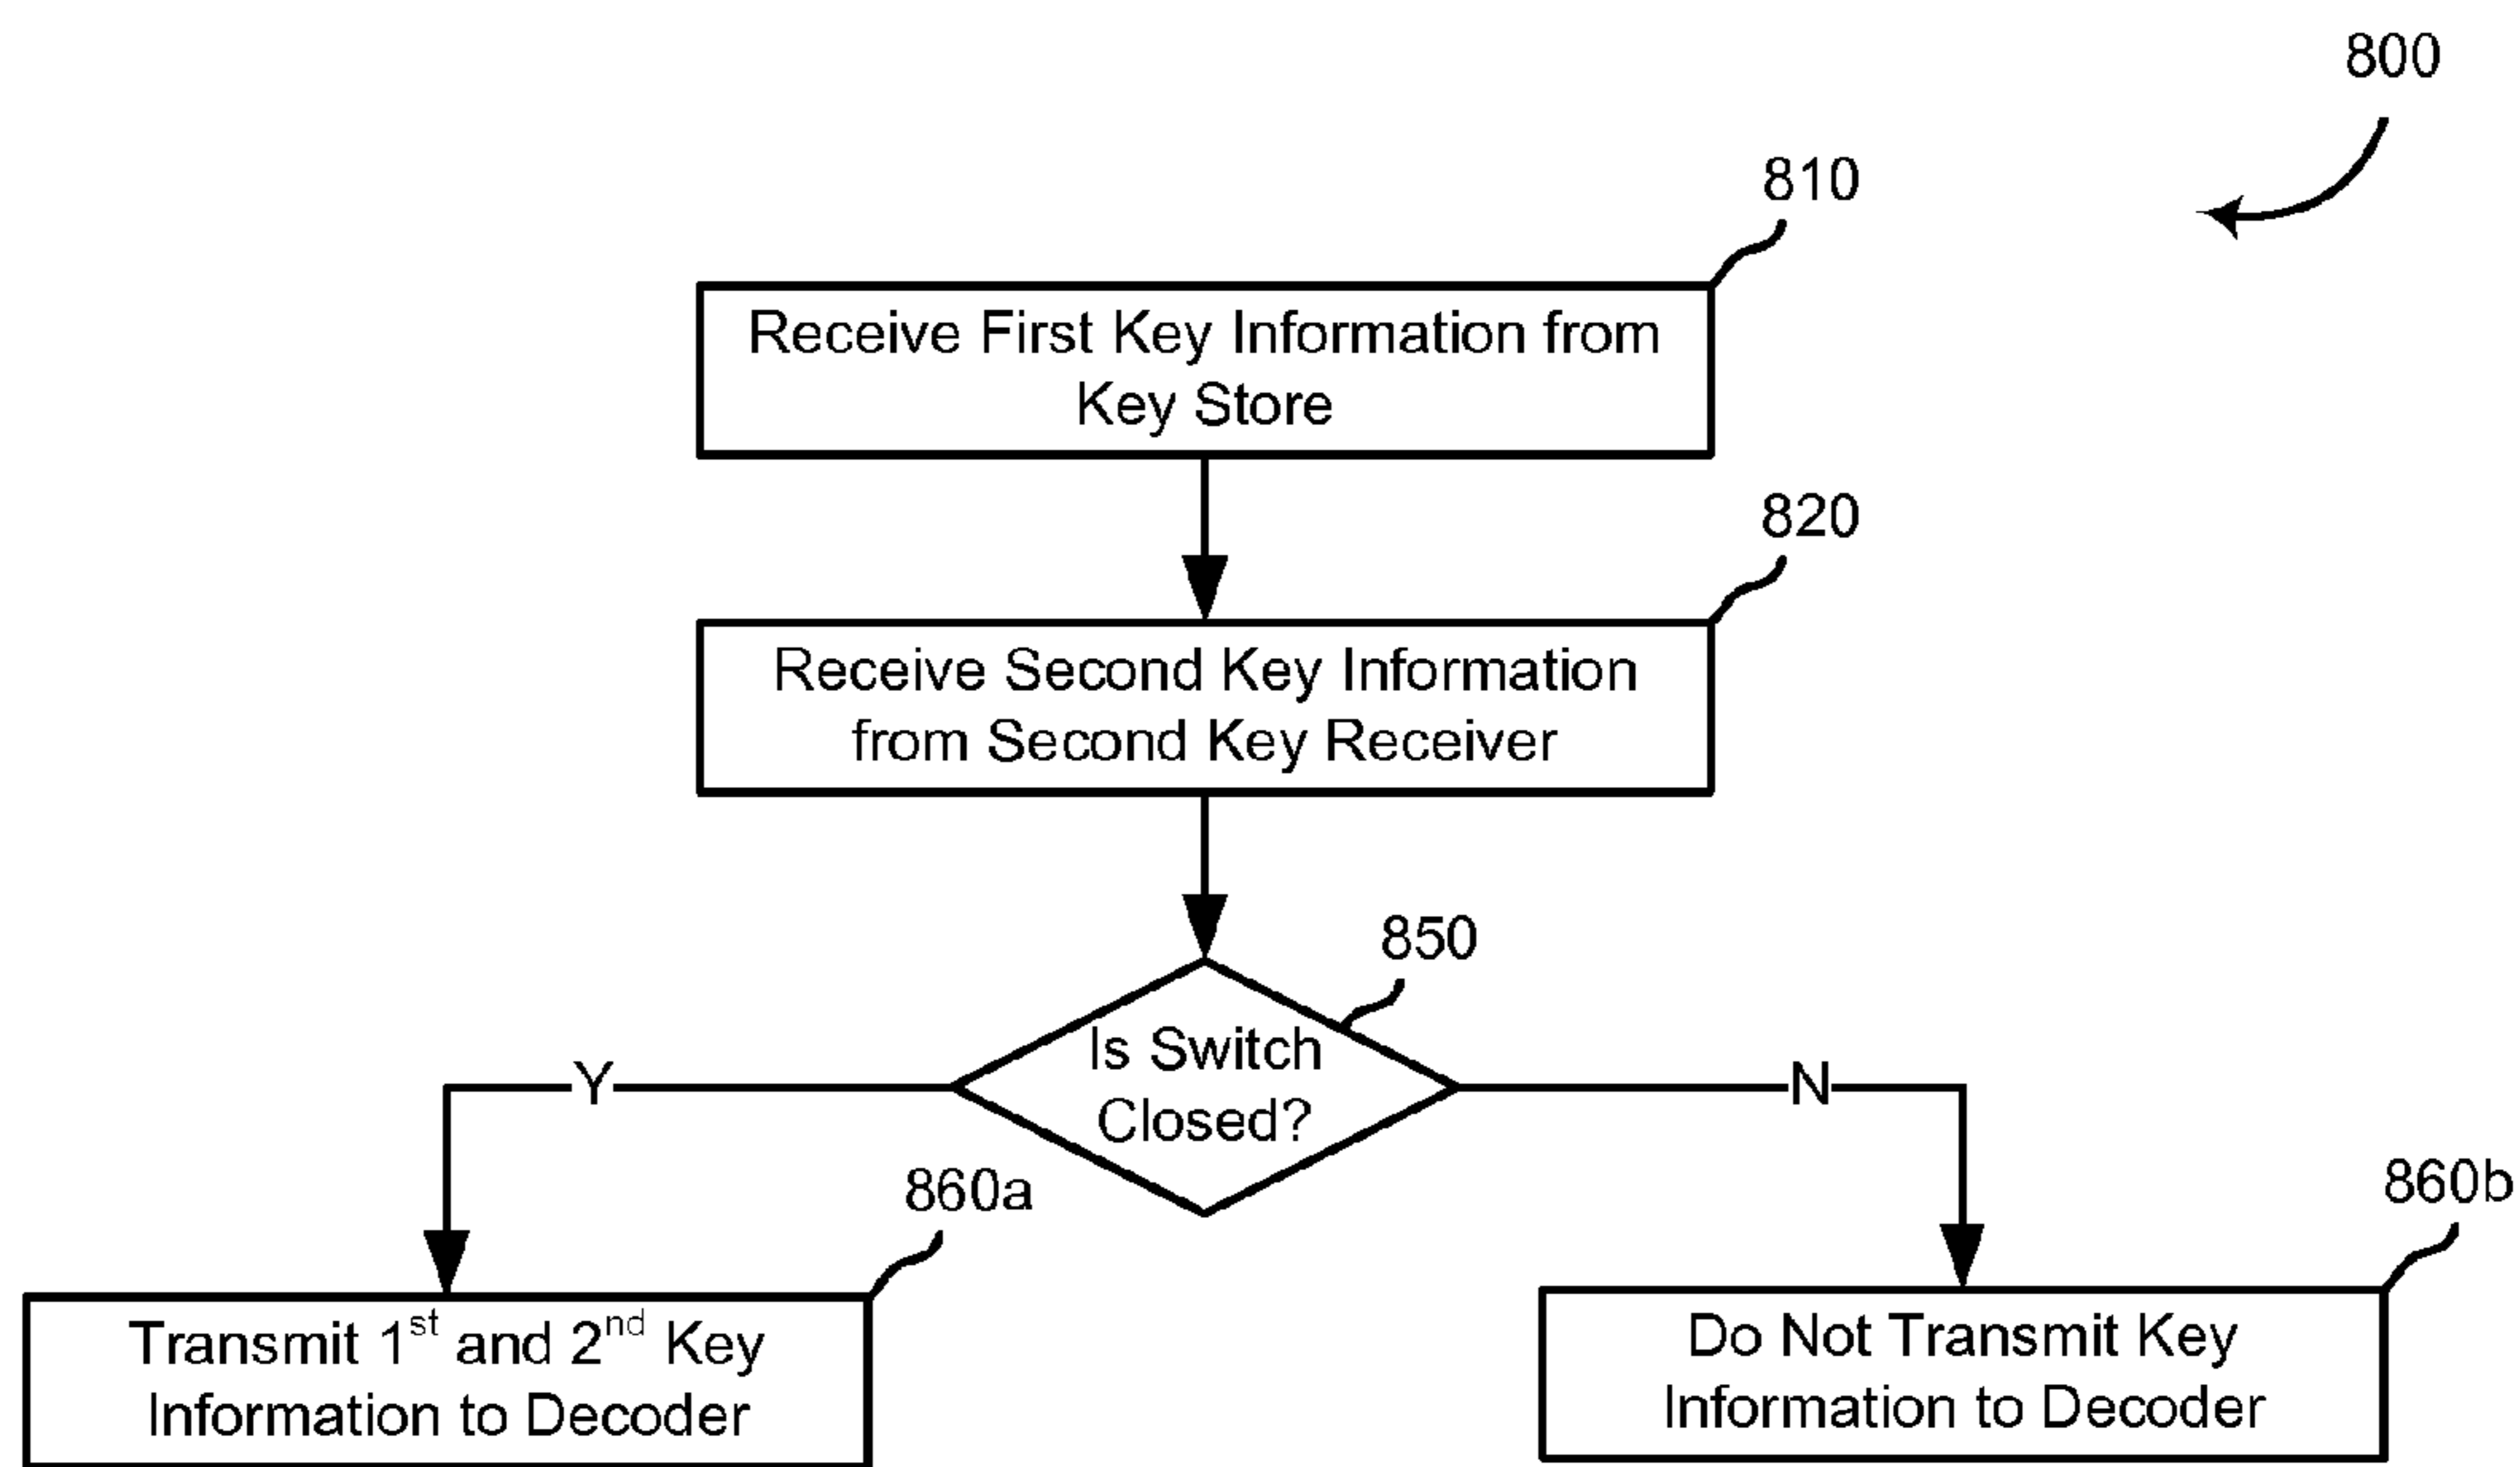 800
810
Receive First Key Information from
Key Store
820
Receive Second Key Information
from Second Key Receiver
850
Is Switch
Closed?
Y
N
860a
860b
Transmit 1st and 2nd Key
Information to Decoder
Do Not Transmit Key
Information to Decoder